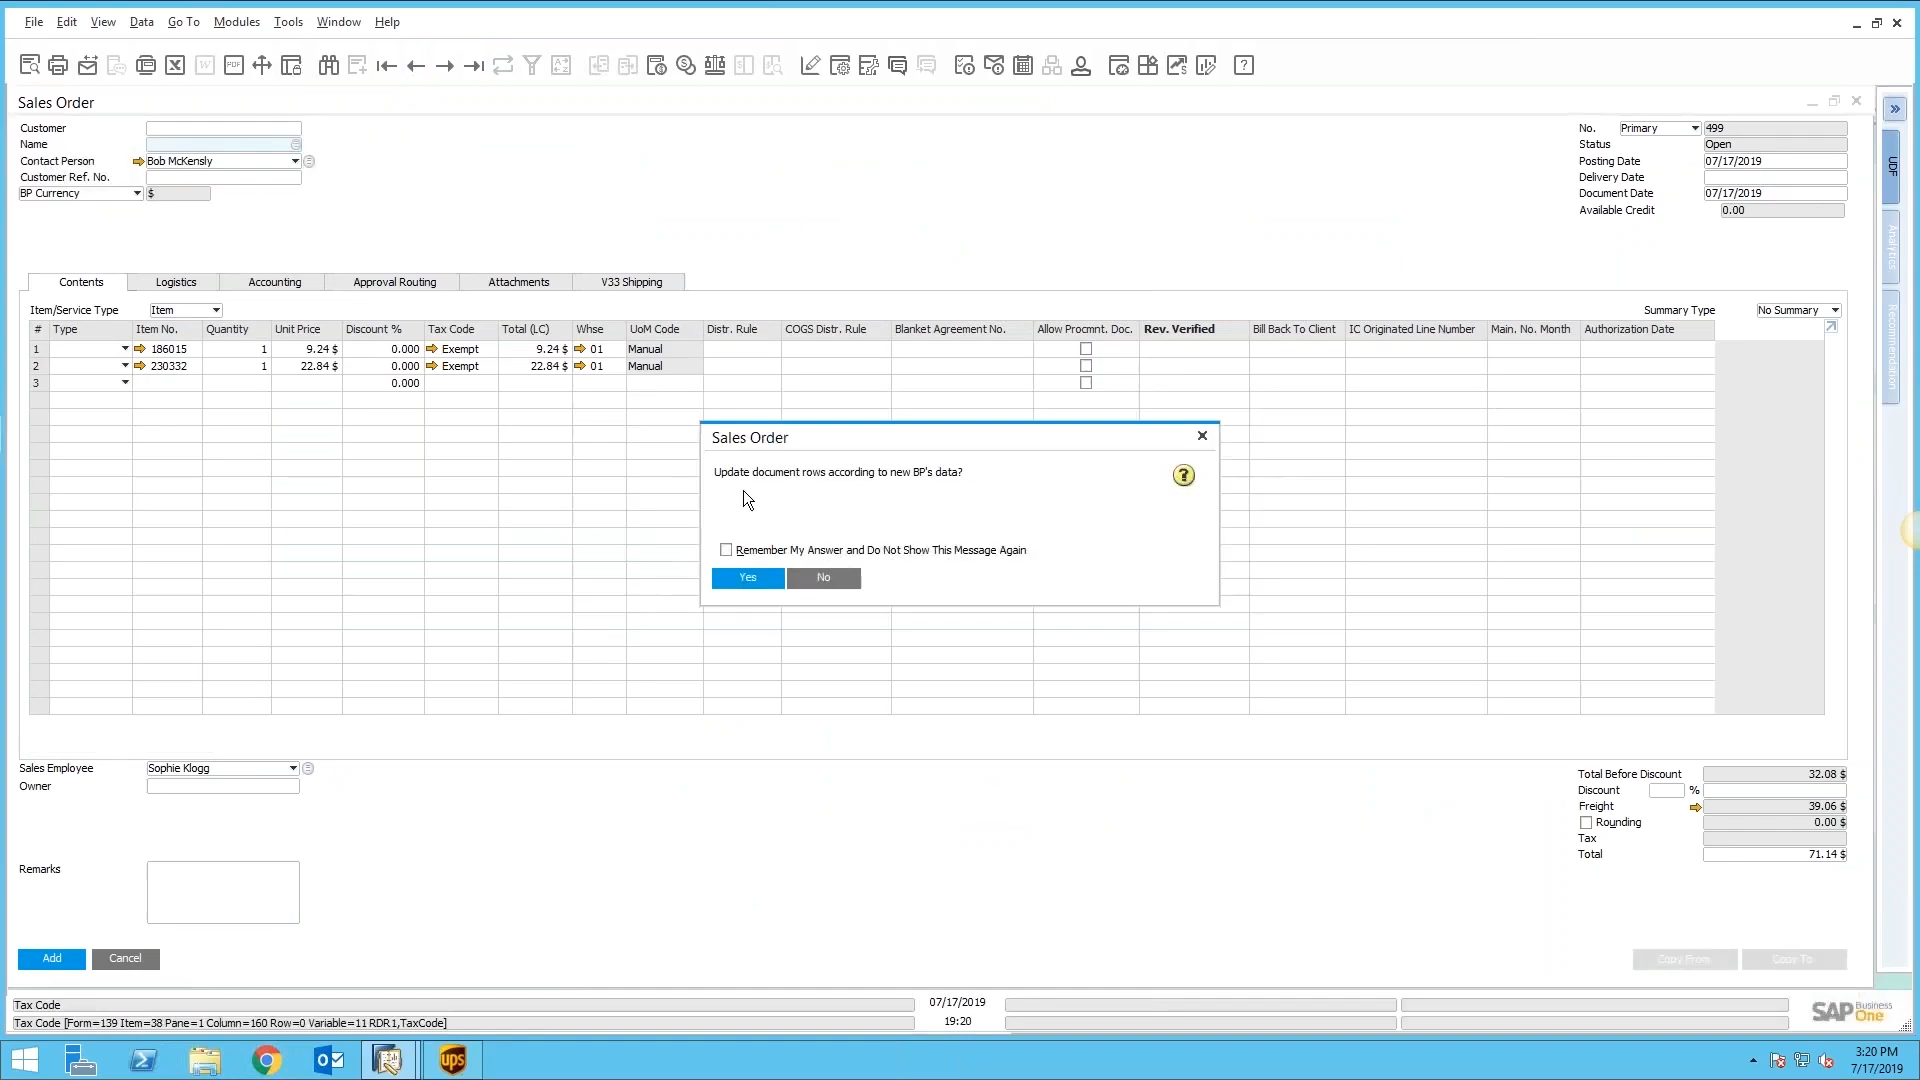 File Edit View Data Go To Modules Tools Window Help
Sales Order
Customer
Name
Contact Person Bob McKensly
Customer Ref. No.
BP Currency $
No. Primary 499
Status Open
Posting Date 07/17/2019
Delivery Date
Document Date 07/17/2019
Available Credit 0.00
UDF
Analytics
Recommendation
Contents Logistics Accounting Approval Routing Attachments V33 Shipping
Item/Service Type Item Summary Type No Summary
# Type Item No. Quantity Unit Price Discount % Tax Code Total (LC) Whse UoM Code Distr. Rule COGS Distr. Rule Blanket Agreement No. Allow Procmnt. Doc. Rev. Verified Bill Back To Client IC Originated Line Number Main. No. Month Authorization Date
1 186015 1 9.24 $ 0.000 Exempt 9.24 $ 01 Manual
2 230332 1 22.84 $ 0.000 Exempt 22.84 $ 01 Manual
3 0.000
Sales Order
Update document rows according to new BP's data?
?
Remember My Answer and Do Not Show This Message Again
Yes No
Sales Employee Sophie Klogg
Owner
Remarks
Total Before Discount 32.08 $
Discount %
Freight 39.06 $
Rounding 0.00 $
Tax
Total 71.14 $
Add Cancel Copy From Copy To
Tax Code 07/17/2019
Tax Code [Form=139 Item=38 Pane=1 Column=160 Row=0 Variable=11 RDR1,TaxCode] 19:20
SAP Business One
ups
3:20 PM
7/17/2019